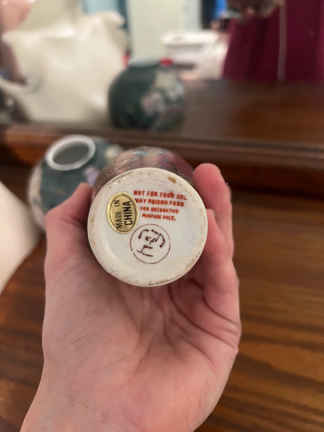 NOT FOR FOOD USE.
MAY POISON FOOD
FOR DECORATIVE
PURPOSE ONLY.
MADE IN
CHINA